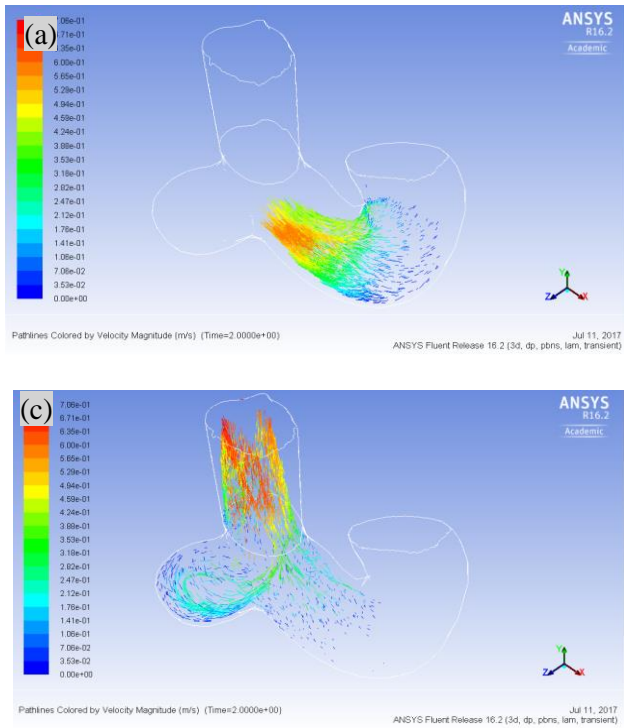 (a)
.06e-01
.71e-01
.35e-01
6.00e-01
5.65e-01
5.29e-01
4.94e-01
4.59e-01
4.24e-01
3.88e-01
3.53e-01
3.18e-01
2.82e-01
2.47e-01
2.12e-01
1.76e-01
1.41e-01
1.06e-01
7.06e-02
3.53e-02
0.00e+00
ANSYS
R16.2
Academic
Y
Z
X
Pathlines Colored by Velocity Magnitude (m/s) (Time=2.0000e+00)
Jul 11, 2017
ANSYS Fluent Release 16.2 (3d, dp, pbns, lam, transient)
(c)
7.06e-01
6.71e-01
6.35e-01
6.00e-01
5.65e-01
5.29e-01
4.94e-01
4.59e-01
4.24e-01
3.88e-01
3.53e-01
3.18e-01
2.82e-01
2.47e-01
2.12e-01
1.76e-01
1.41e-01
1.06e-01
7.06e-02
3.53e-02
0.00e+00
ANSYS
R16.2
Academic
Y
Z
X
Pathlines Colored by Velocity Magnitude (m/s) (Time=2.0000e+00)
Jul 11, 2017
ANSYS Fluent Release 16.2 (3d, dp, pbns, lam, transient)